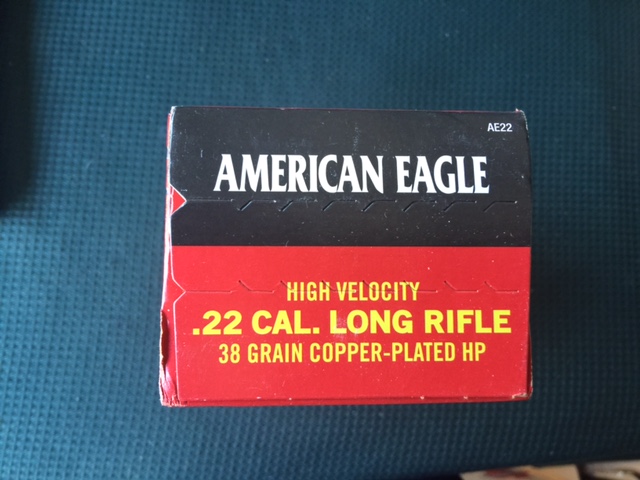 AE22
AMERICAN EAGLE
HIGH VELOCITY
.22 CAL. LONG RIFLE
38 GRAIN COPPER-PLATED HP